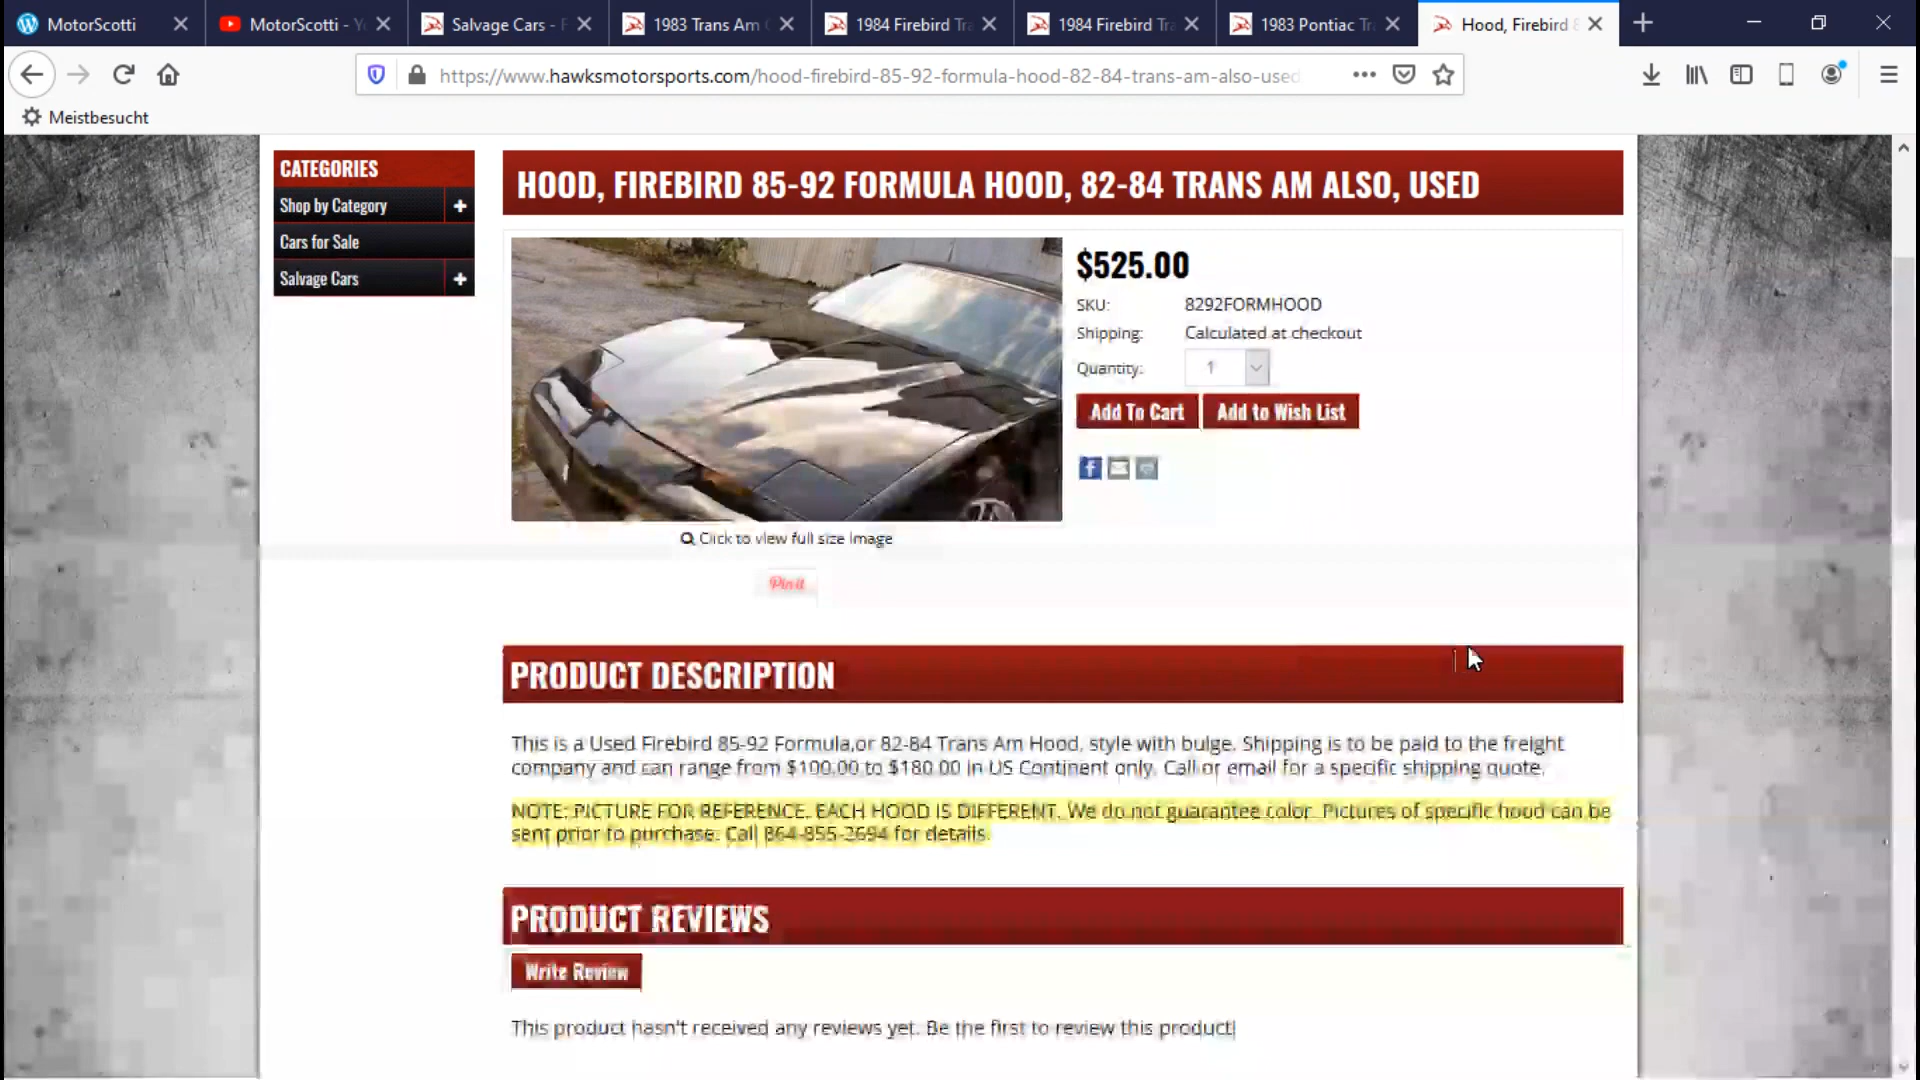 MotorScotti
MotorScotti - Y
Salvage Cars - F
1983 Trans Am
1984 Firebird Tra
1984 Firebird Tra
1983 Pontiac Tr
Hood, Firebird 8
https://www.hawksmotorsports.com/hood-firebird-85-92-formula-hood-82-84-trans-am-also-used
Meistbesucht
CATEGORIES
Shop by Category
Cars for Sale
Salvage Cars
HOOD, FIREBIRD 85-92 FORMULA HOOD, 82-84 TRANS AM ALSO, USED
$525.00
SKU: 8292FORMHOOD
Shipping: Calculated at checkout
Quantity: 1
Add To Cart
Add to Wish List
Click to view full size image
Pin it
PRODUCT DESCRIPTION
This is a Used Firebird 85-92 Formula,or 82-84 Trans Am Hood, style with bulge. Shipping is to be paid to the freight
company and can range from $100.00 to $180.00 in US Continent only. Call or email for a specific shipping quote.
NOTE: PICTURE FOR REFERENCE. EACH HOOD IS DIFFERENT. We do not guarantee color. Pictures of specific hood can be
sent prior to purchase. Call 864-855-2694 for details.
PRODUCT REVIEWS
Write Review
This product hasn't received any reviews yet. Be the first to review this product